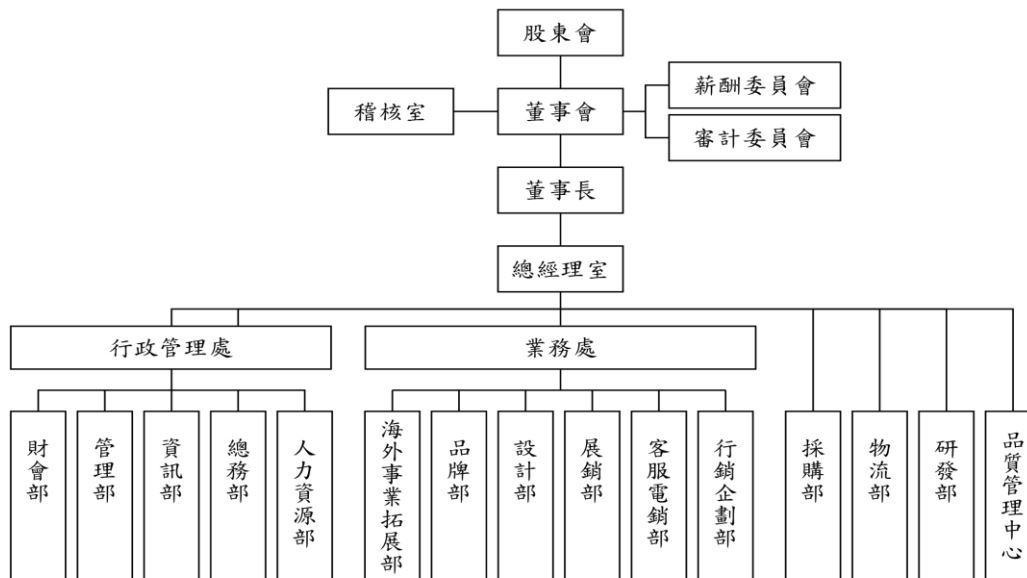 股東會
稽核室
董事會
薪酬委員會
審計委員會
董事長
總經理室
行政管理處
業務處
財會部
管理部
資訊部
總務部
人力資源部
海外事業拓展部
品牌部
設計部
展銷部
客服電銷部
行銷企劃部
採購部
物流部
研發部
品質管理中心